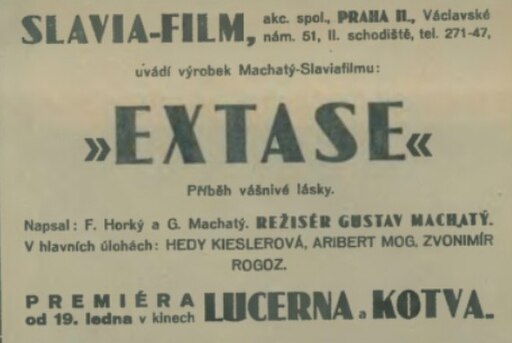 SLAVIA-FILM, akc. spol., PRAHA II., Václavské
nám. 51, II. schodiště, tel. 271-47,
uvádí výrobek Machatý-Slaviafilmu:
»EXTASE«
Příběh vášnivé lásky.
Napsal: F. Horký a G. Machatý. REŽISÉR GUSTAV MACHATÝ.
V hlavních úlohách: HEDY KIESLEROVÁ, ARIBERT MOG, ZVONIMÍR
ROGOZ.
PREMIÉRA
od 19. ledna v kinech LUCERNA a KOTVA.